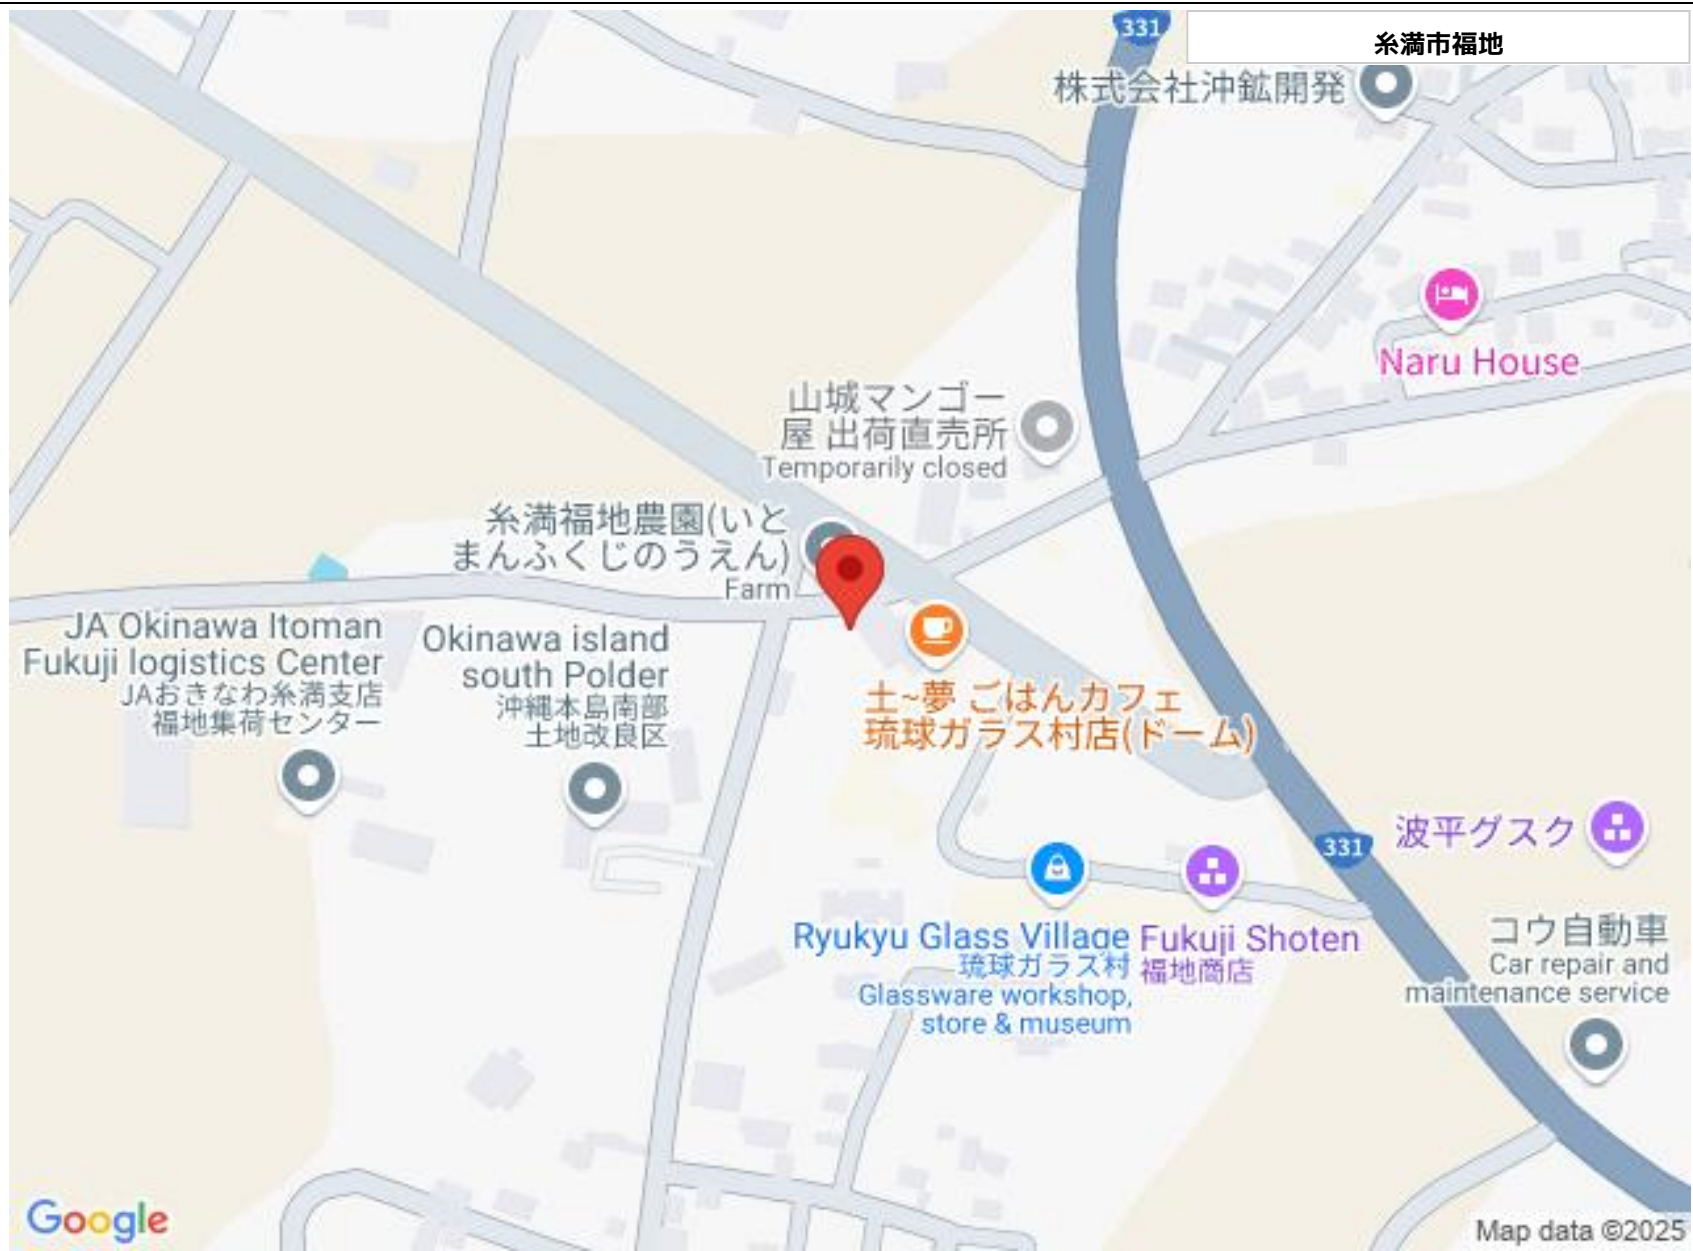 331
糸満市福地
株式会社沖鉱開発
Naru House
山城マンゴー
屋 出荷直売所
Temporarily closed
糸満福地農園(いと
まんふくじのうえん)
Farm
JA Okinawa Itoman
Fukuji logistics Center
JAおきなわ糸満支店
福地集荷センター
Okinawa island
south Polder
沖縄本島南部
土地改良区
土~夢 ごはんカフェ
琉球ガラス村店(ドーム)
331
波平グスク
Ryukyu Glass Village
琉球ガラス村
Glassware workshop,
store & museum
Fukuji Shoten
福地商店
コウ自動車
Car repair and
maintenance service
Google
Map data ©2025